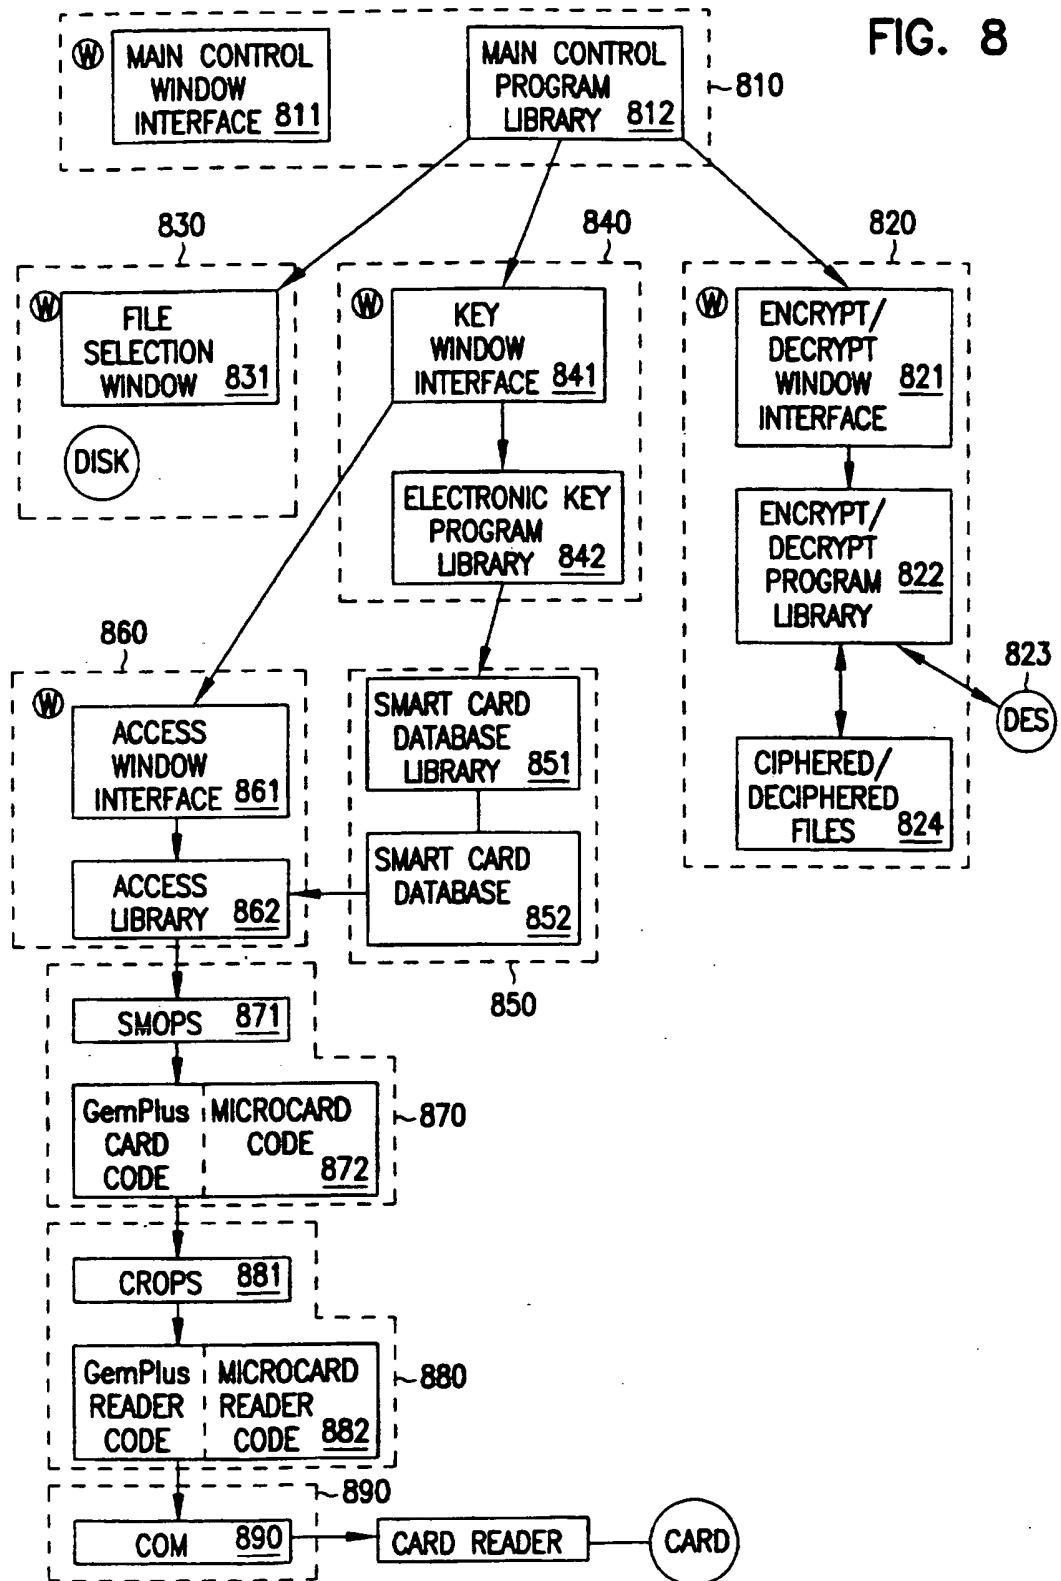 FIG. 8
W
MAIN CONTROL
WINDOW
INTERFACE 811
MAIN CONTROL
PROGRAM
LIBRARY 812
810
830
W
FILE
SELECTION
WINDOW 831
DISK
840
W
KEY
WINDOW
INTERFACE 841
ELECTRONIC KEY
PROGRAM
LIBRARY 842
820
W
ENCRYPT/
DECRYPT
WINDOW 821
INTERFACE
ENCRYPT/
DECRYPT
PROGRAM 822
LIBRARY
823
DES
CIPHERED/
DECIPHERED
FILES 824
860
W
ACCESS
WINDOW
INTERFACE 861
ACCESS
LIBRARY 862
SMART CARD
DATABASE
LIBRARY 851
SMART CARD
DATABASE
852
850
SMOPS 871
GemPlus
CARD
CODE
MICROCARD
CODE
872
870
CROPS 881
GemPlus
READER
CODE
MICROCARD
READER
CODE 882
880
890
COM 890
CARD READER
CARD